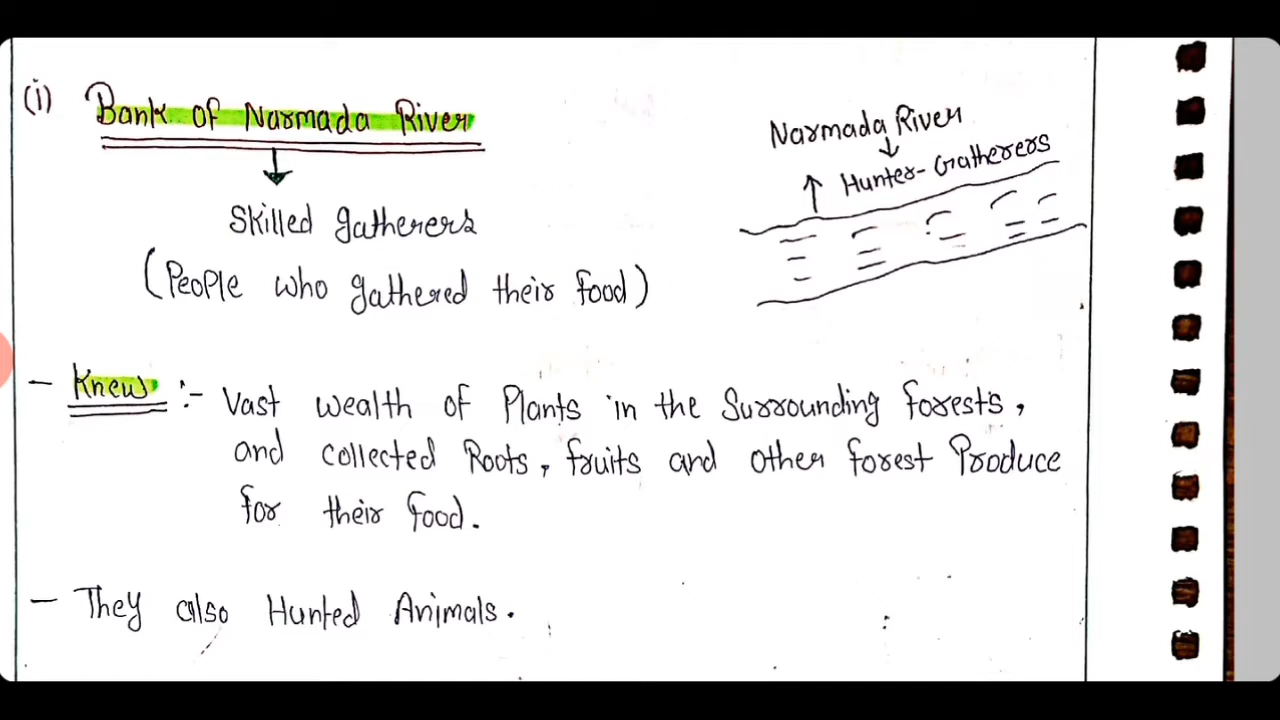 (i) Bank of Narmada River
Skilled gatherers
(People who gathered their food)
Narmada River
Hunter-Gatherers
- Knew :- Vast wealth of Plants in the Surrounding forests,
and collected Roots, fruits and other forest Produce
for their food.
- They also Hunted Animals.